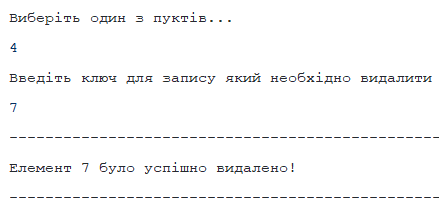 Виберіть один з пуктів...
4
Введіть ключ для запису який необхідно видалити
7
------------------------------------------------
Елемент 7 було успішно видалено!
------------------------------------------------